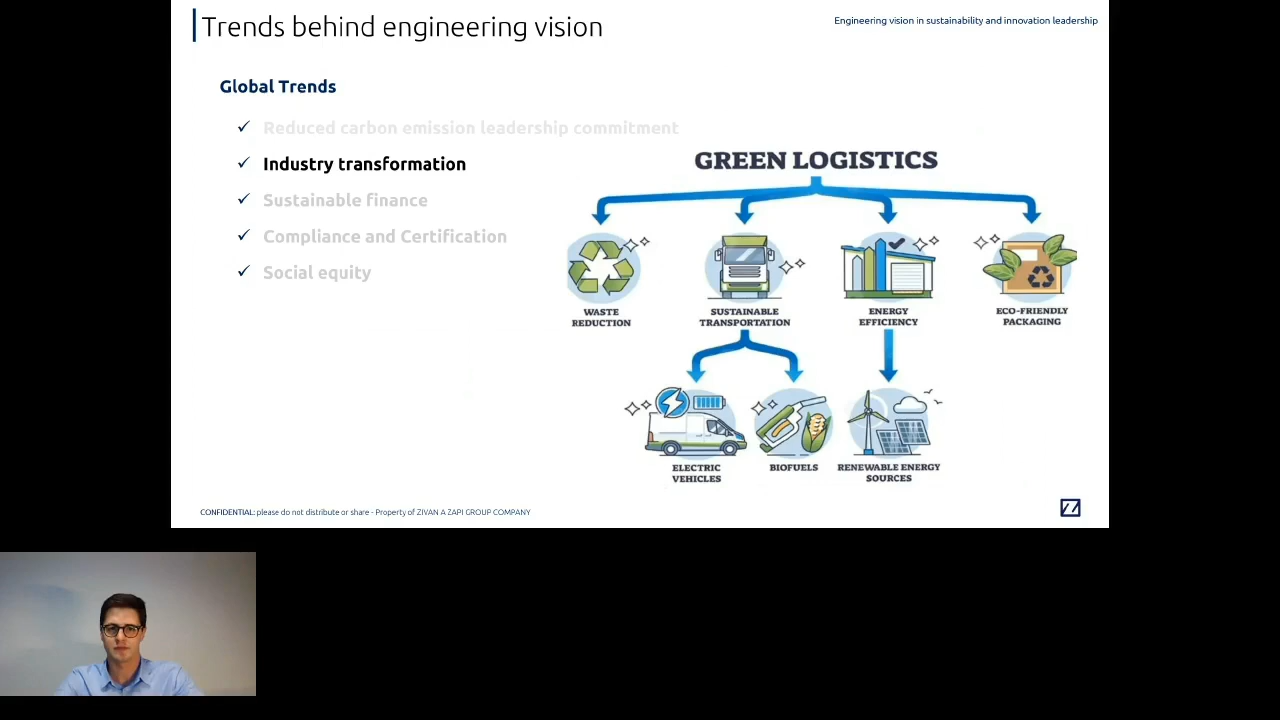 Trends behind engineering vision
Engineering vision in sustainability and innovation leadership
Global Trends
✓ Reduced carbon emission leadership commitment
✓ Industry transformation
✓ Sustainable finance
✓ Compliance and Certification
✓ Social equity
GREEN LOGISTICS
WASTE
REDUCTION
SUSTAINABLE
TRANSPORTATION
ENERGY
EFFICIENCY
ECO-FRIENDLY
PACKAGING
ELECTRIC
VEHICLES
BIOFUELS
RENEWABLE ENERGY
SOURCES
CONFIDENTIAL: please do not distribute or share - Property of ZIVAN A ZAPI GROUP COMPANY